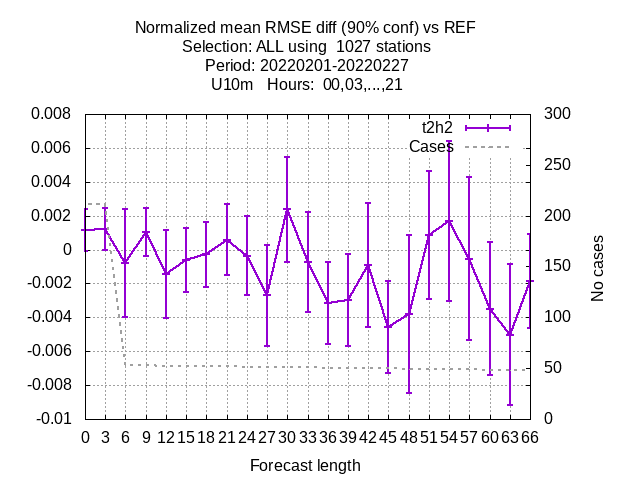 Normalized mean RMSE diff (90% conf) vs REF
Selection: ALL using  1027 stations
Period: 20220201-20220227
U10m   Hours:  00,03,...,21
t2h2
Cases
0.008
0.006
0.004
0.002
0
-0.002
-0.004
-0.006
-0.008
-0.01
300
250
200
150
100
50
0
No cases
0 3 6 9 12 15 18 21 24 27 30 33 36 39 42 45 48 51 54 57 60 63 66
Forecast length